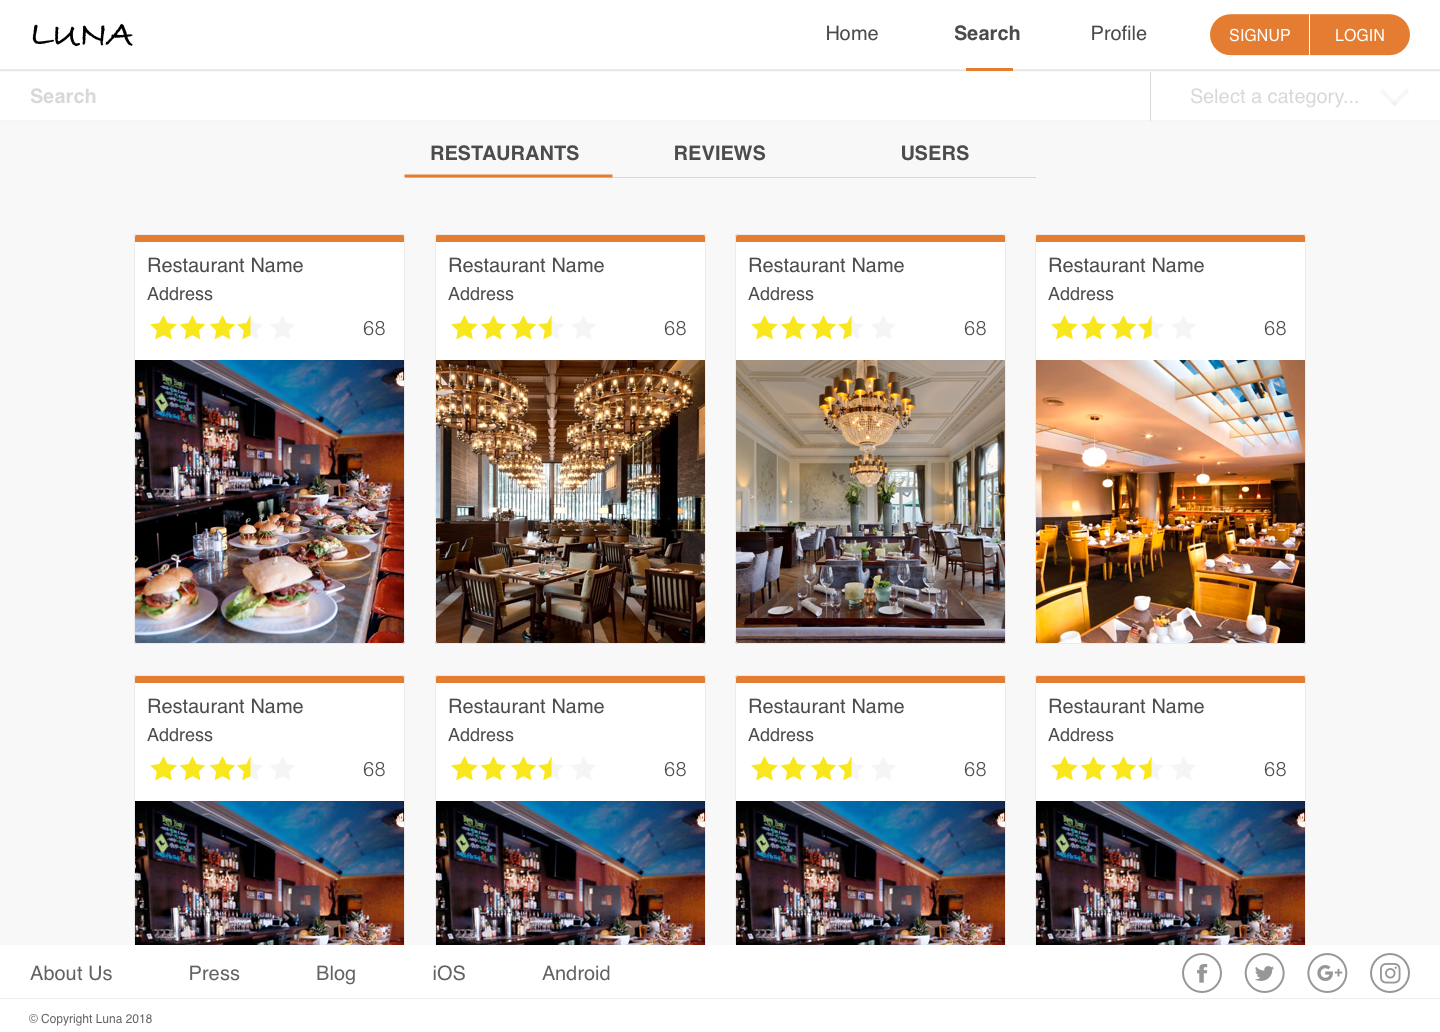 LUNA
Home Search Profile SIGNUP LOGIN
Search Select a category...
RESTAURANTS REVIEWS USERS
Restaurant Name Restaurant Name Restaurant Name Restaurant Name
Address Address Address Address
68 68 68 68
Restaurant Name Restaurant Name Restaurant Name Restaurant Name
Address Address Address Address
68 68 68 68
About Us Press Blog iOS Android
© Copyright Luna 2018